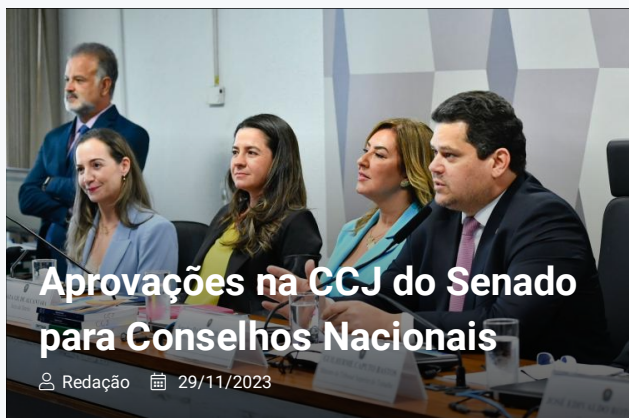 Aprovações na CCJ do Senado
para Conselhos Nacionais
Redação 29/11/2023